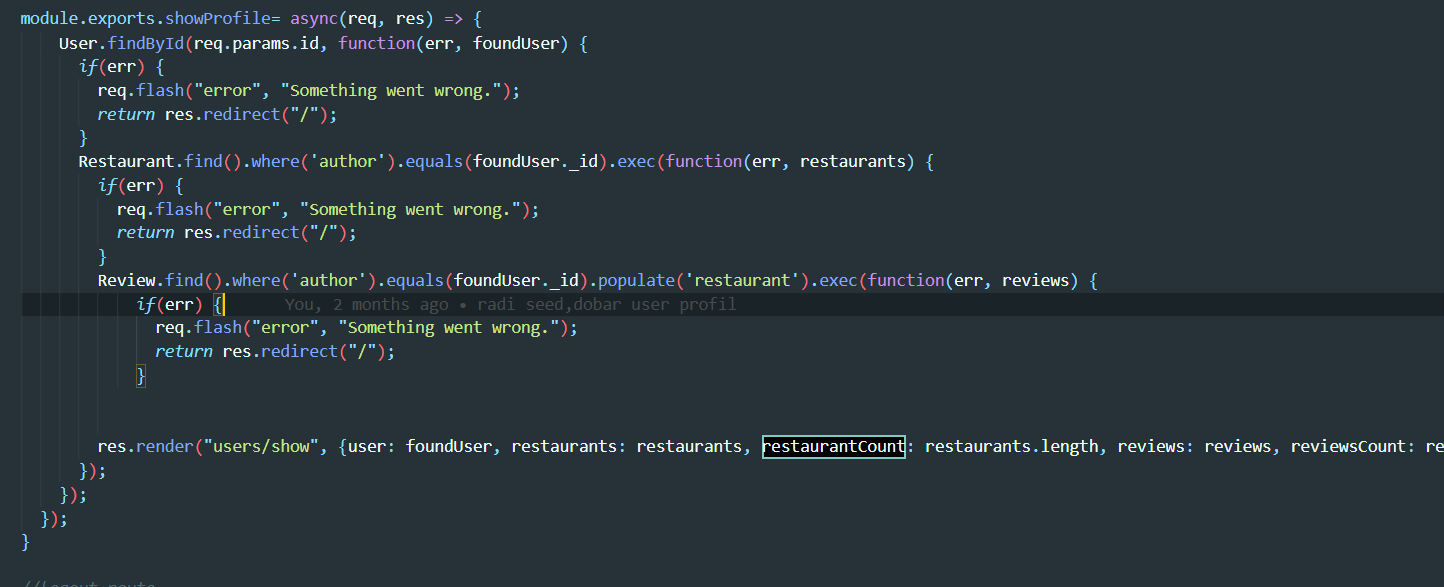 module.exports.showProfile= async(req, res) => {
User.findById(req.params.id, function(err, foundUser) {
if(err) {
req.flash("error", "Something went wrong.");
return res.redirect("/");
}
Restaurant.find().where('author').equals(foundUser._id).exec(function(err, restaurants) {
if(err) {
req.flash("error", "Something went wrong.");
return res.redirect("/");
}
Review.find().where('author').equals(foundUser._id).populate('restaurant').exec(function(err, reviews) {
if(err) { You, 2 months ago • radi seed,dobar user profil
req.flash("error", "Something went wrong.");
return res.redirect("/");
}
res.render("users/show", {user: foundUser, restaurants: restaurants, restaurantCount: restaurants.length, reviews: reviews, reviewsCount: re
});
});
});
}